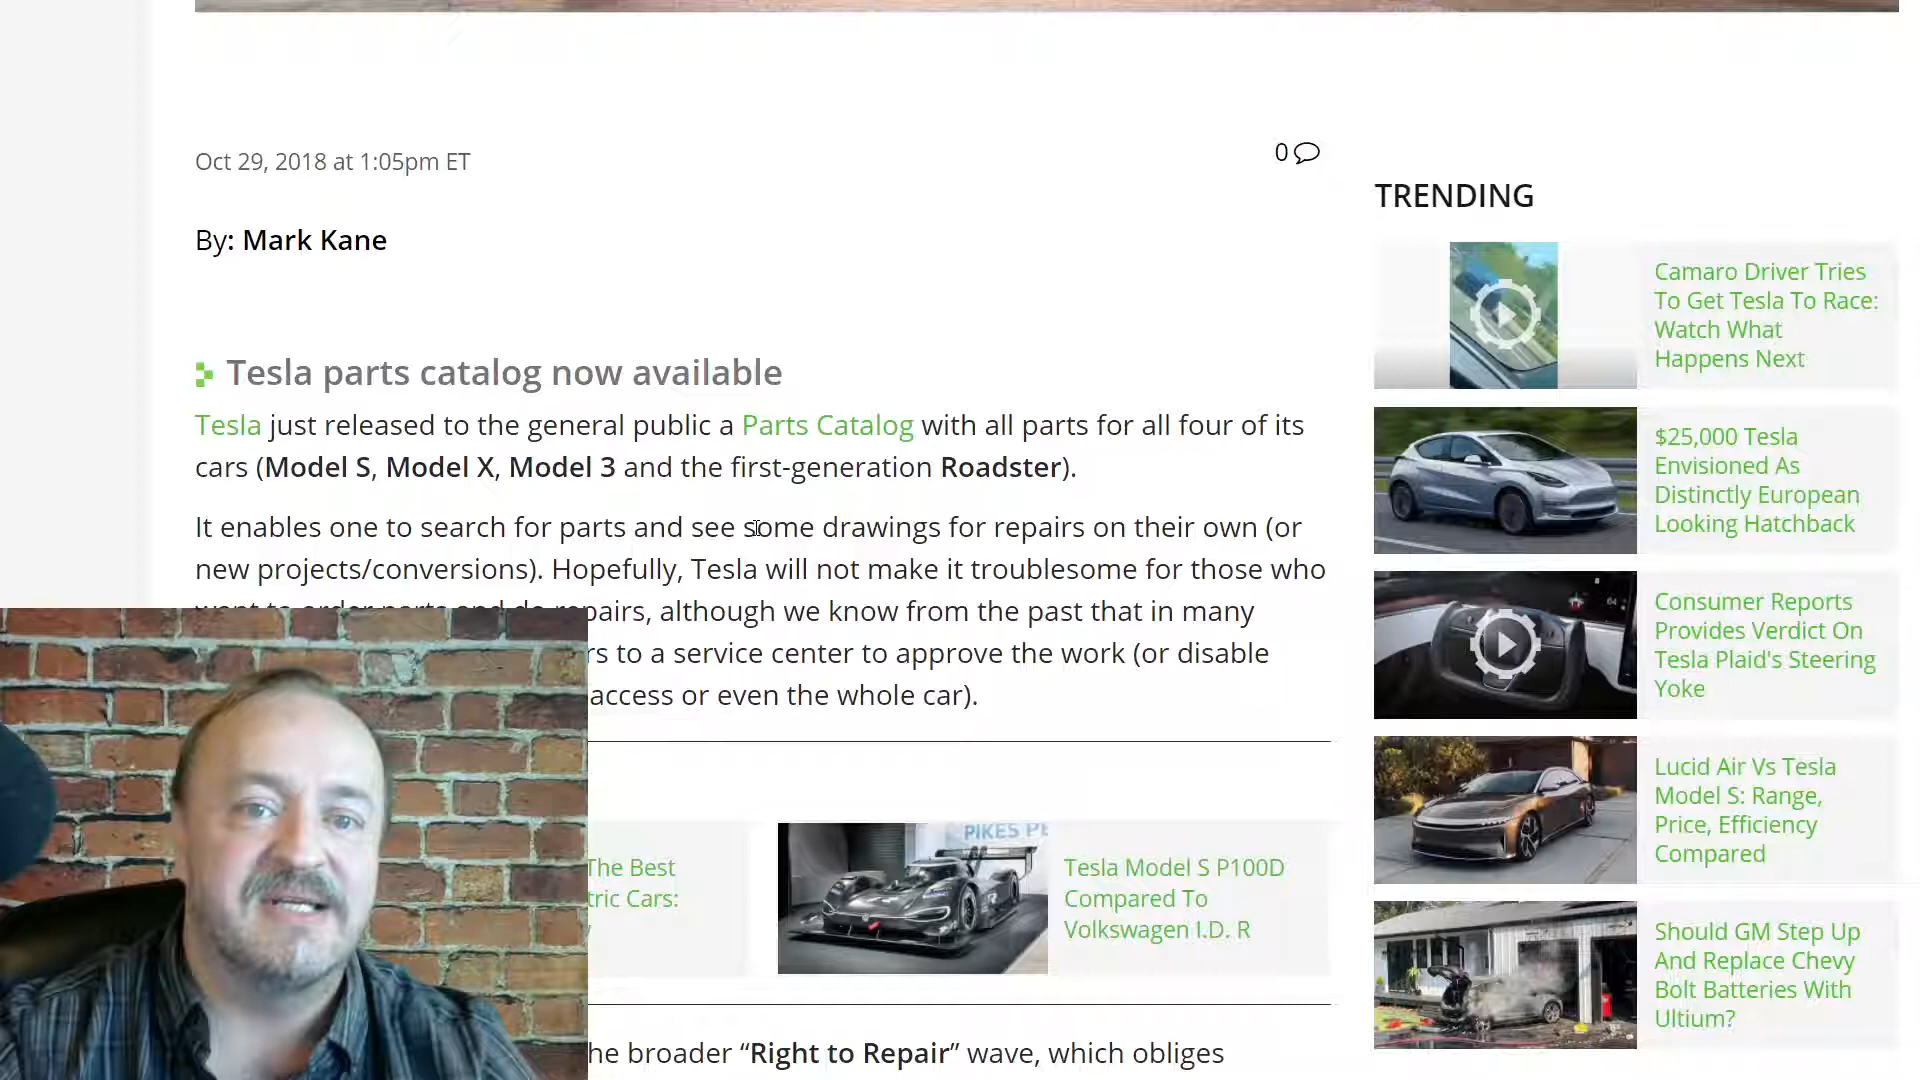 Oct 29, 2018 at 1:05pm ET
0
By: Mark Kane
Tesla parts catalog now available
Tesla just released to the general public a Parts Catalog with all parts for all four of its
cars (Model S, Model X, Model 3 and the first-generation Roadster).
It enables one to search for parts and see some drawings for repairs on their own (or
new projects/conversions). Hopefully, Tesla will not make it troublesome for those who
want to order parts and do repairs, although we know from the past that in many
rs to a service center to approve the work (or disable
access or even the whole car).
The Best
tric Cars:
PIKES PE
Tesla Model S P100D
Compared To
Volkswagen I.D. R
he broader “Right to Repair” wave, which obliges
TRENDING
Camaro Driver Tries
To Get Tesla To Race:
Watch What
Happens Next
$25,000 Tesla
Envisioned As
Distinctly European
Looking Hatchback
Consumer Reports
Provides Verdict On
Tesla Plaid's Steering
Yoke
Lucid Air Vs Tesla
Model S: Range,
Price, Efficiency
Compared
Should GM Step Up
And Replace Chevy
Bolt Batteries With
Ultium?